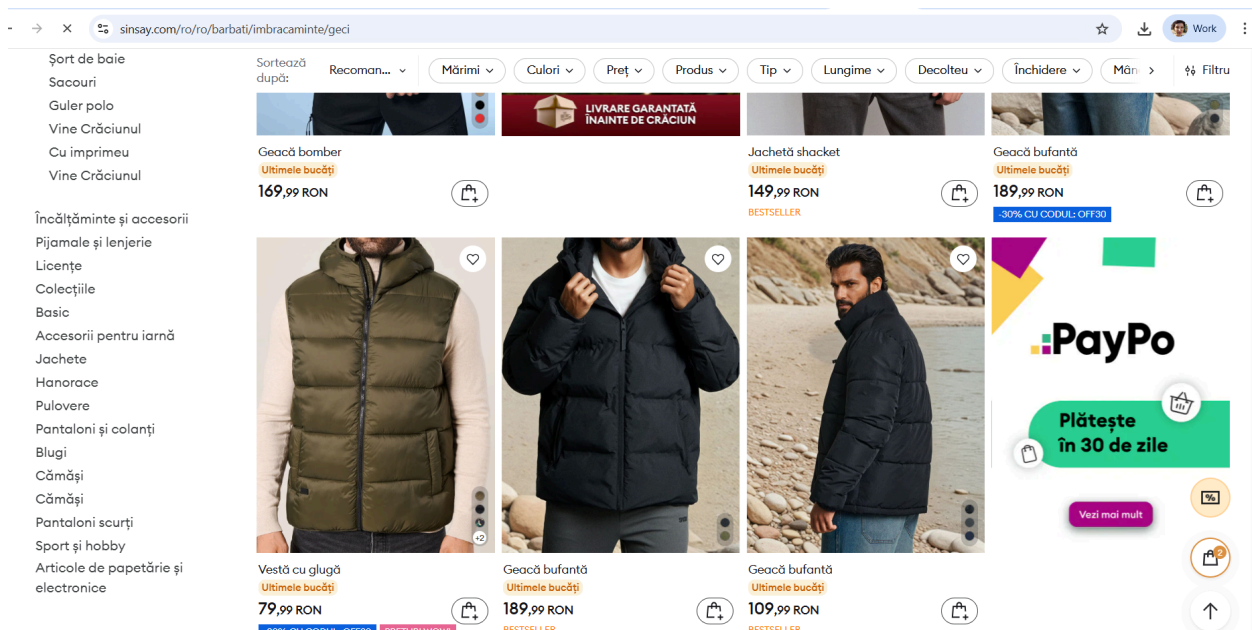 sinsay.com/ro/ro/barbati/imbracaminte/geci
Work
Șort de baie
Sacouri
Guler polo
Vine Crăciunul
Cu imprimeu
Vine Crăciunul
Încălțăminte și accesorii
Pijamale și lenjerie
Licențe
Colecțiile
Basic
Accesorii pentru iarnă
Jachete
Hanorace
Pulovere
Pantaloni și colanți
Blugi
Cămăși
Cămăși
Pantaloni scurți
Sport și hobby
Articole de papetărie și
electronice
Sortează
după:
Recoman...
Mărimi
Culori
Preț
Produs
Tip
Lungime
Decolteu
Închidere
Mân
Filtru
LIVRARE GARANTATĂ
ÎNAINTE DE CRĂCIUN
Geacă bomber
Ultimele bucăți
169,99 RON
Jachetă shacket
Ultimele bucăți
149,99 RON
BESTSELLER
Geacă bufantă
Ultimele bucăți
189,99 RON
-30% CU CODUL: OFF30
+2
Vestă cu glugă
Ultimele bucăți
79,99 RON
Geacă bufantă
Ultimele bucăți
189,99 RON
BESTSELLER
Geacă bufantă
Ultimele bucăți
109,99 RON
BESTSELLER
PayPo
Plătește
în 30 de zile
Vezi mai mult
%
2